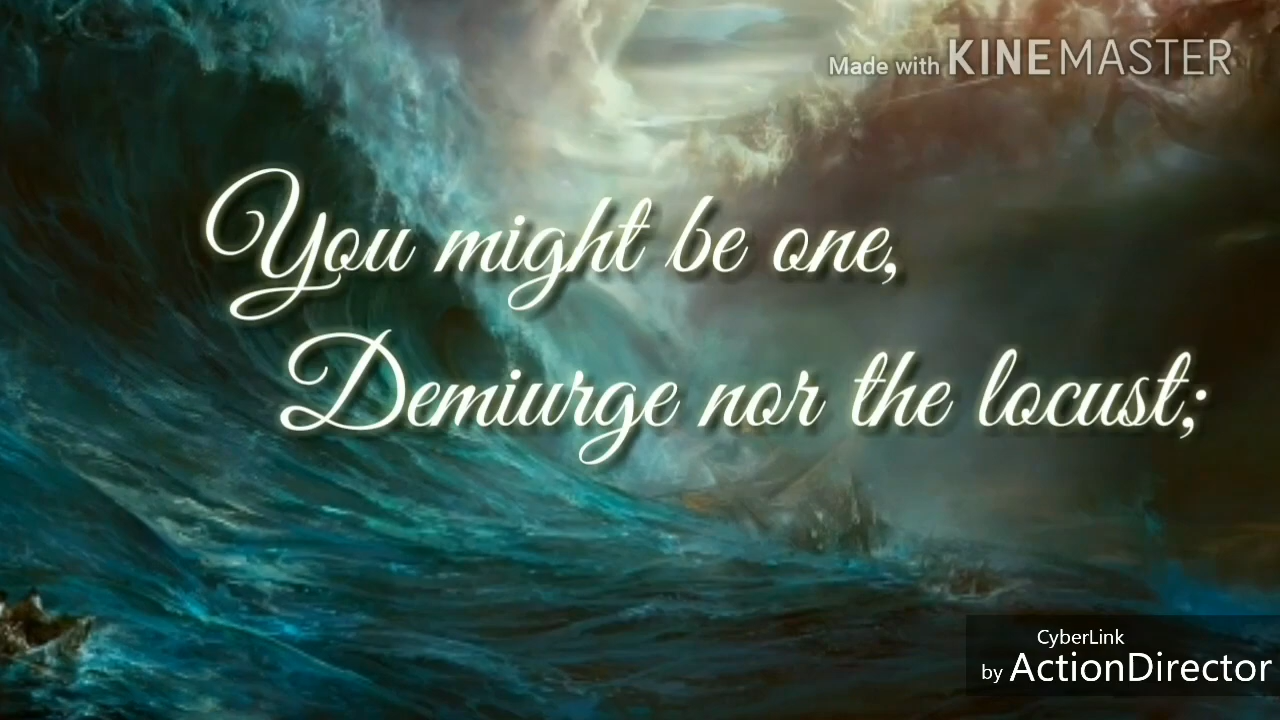 Made with KINEMASTER
You might be one,
Demiurge nor the locust;
CyberLink
by ActionDirector